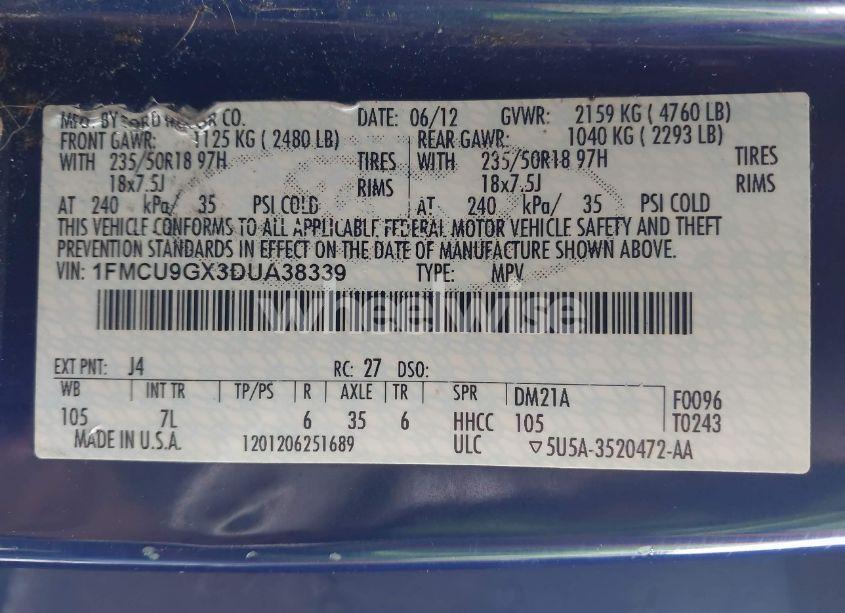 MFD. BY FORD MOTOR CO. DATE: 06/12 GVWR: 2159 KG ( 4760 LB)
FRONT GAWR: 1125 KG ( 2480 LB) REAR GAWR: 1040 KG ( 2293 LB)
WITH 235/50R18 97H TIRES WITH 235/50R18 97H TIRES
18x7.5J RIMS 18x7.5J RIMS
AT 240 kPa/ 35 PSI COLD AT 240 kPa/ 35 PSI COLD
THIS VEHICLE CONFORMS TO ALL APPLICABLE FEDERAL MOTOR VEHICLE SAFETY AND THEFT
PREVENTION STANDARDS IN EFFECT ON THE DATE OF MANUFACTURE SHOWN ABOVE.
VIN: 1FMCU9GX3DUA38339 TYPE: MPV
wheelwise
EXT PNT: J4 RC: 27 DSO:
WB INT TR TP/PS R AXLE TR SPR DM21A F0096
105 7L 6 35 6 HHCC 105 T0243
MADE IN U.S.A. 1201206251689 ULC ▽5U5A-3520472-AA